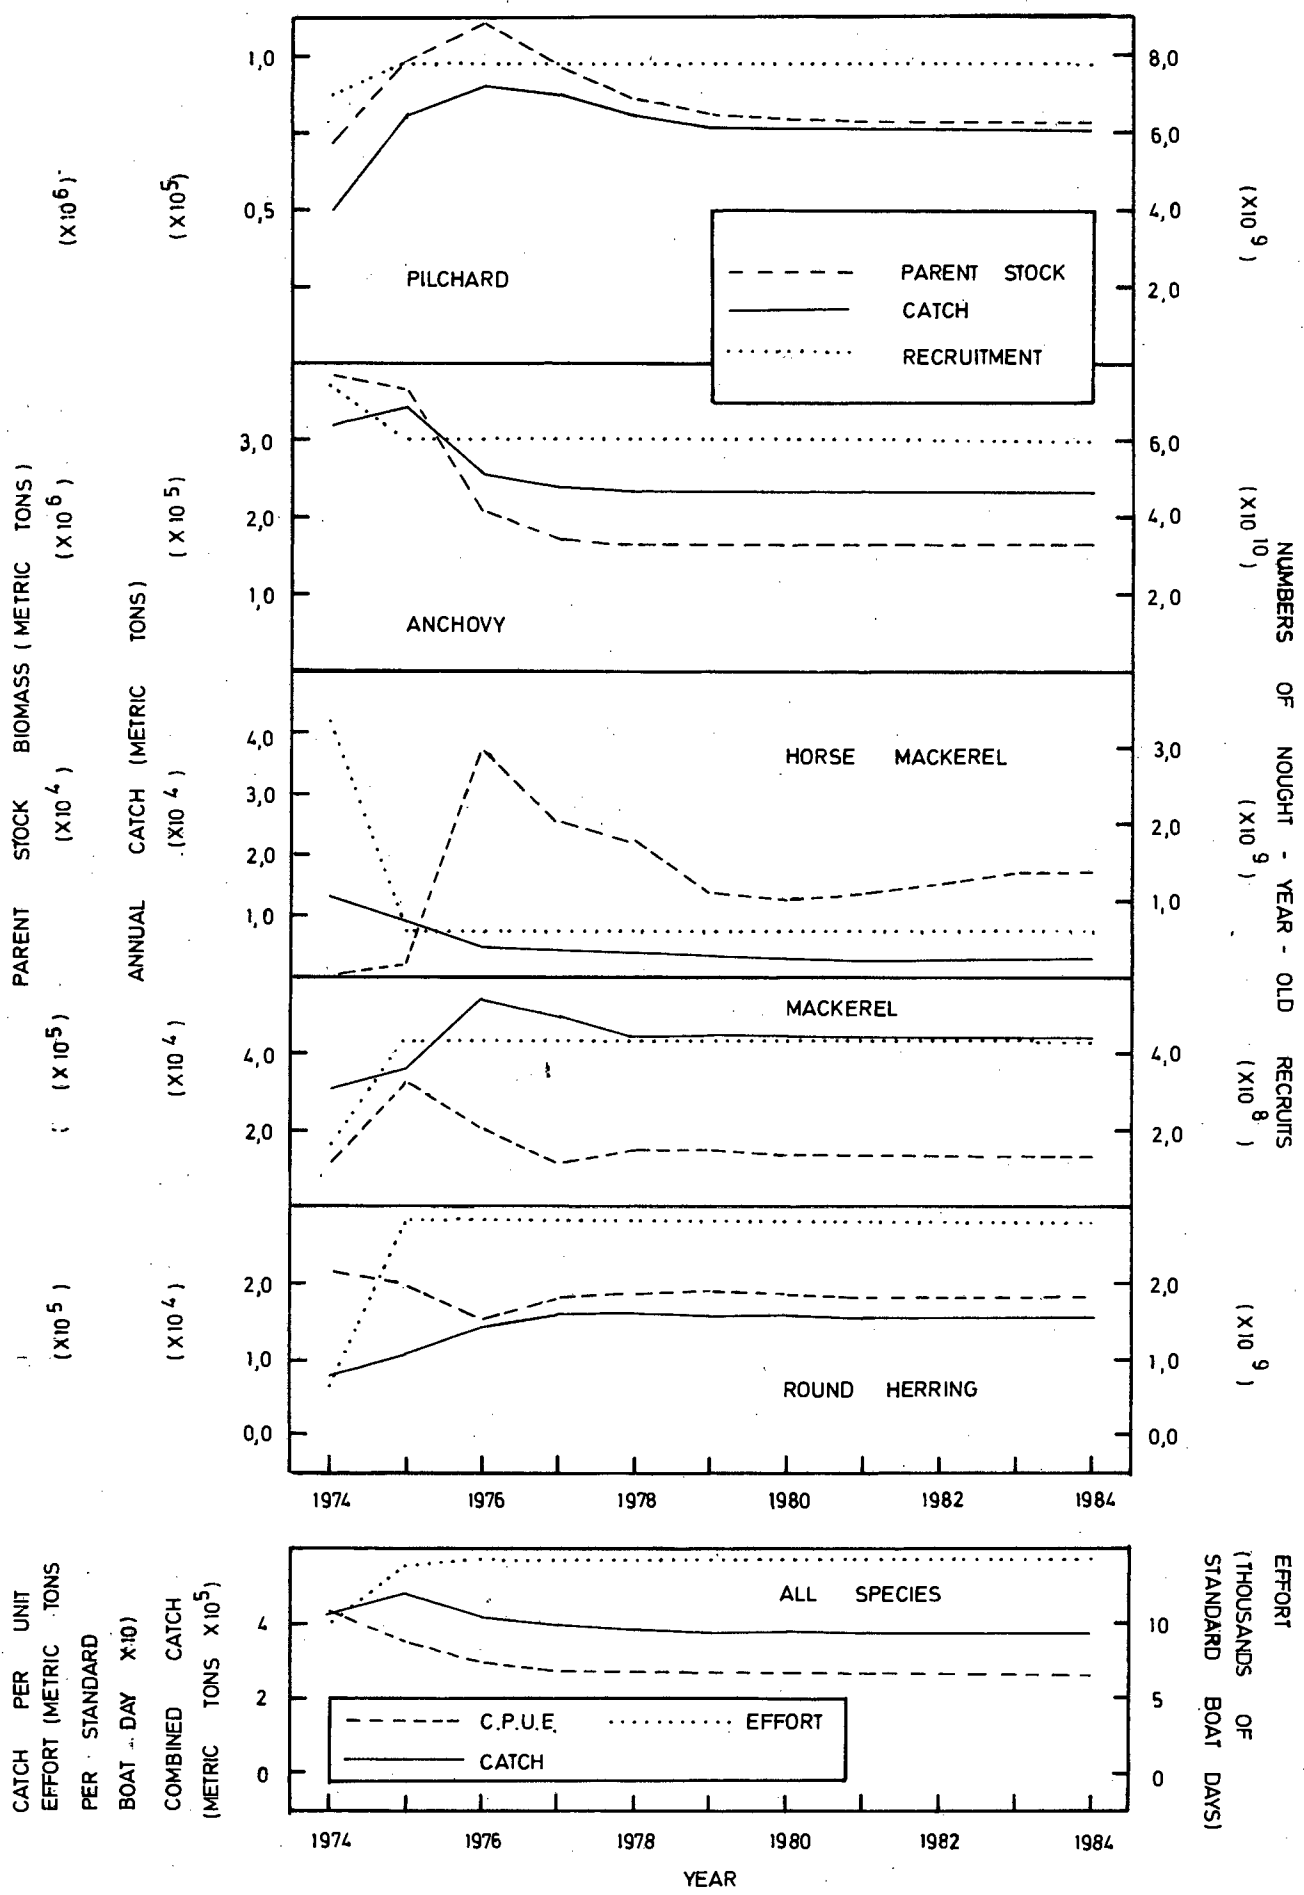 1,0
0,5
8,0
6,0
4,0
2,0
(X10⁶)
(X10⁵)
(X10⁹)
PILCHARD
PARENT STOCK
CATCH
RECRUITMENT
3,0
2,0
1,0
6,0
4,0
2,0
(X10⁶)
(X10⁵)
(X10¹⁰)
ANCHOVY
PARENT STOCK BIOMASS (METRIC TONS)
ANNUAL CATCH (METRIC TONS)
NUMBERS OF NOUGHT-YEAR-OLD RECRUITS
HORSE MACKEREL
4,0
3,0
2,0
1,0
3,0
2,0
1,0
(X10⁴)
(X10⁴)
(X10⁹)
MACKEREL
4,0
2,0
4,0
2,0
(X10⁵)
(X10⁴)
(X10⁸)
2,0
1,0
0,0
2,0
1,0
0,0
(X10⁵)
(X10⁴)
(X10⁹)
ROUND HERRING
1974 1976 1978 1980 1982 1984
ALL SPECIES
4
2
0
10
5
0
C.P.U.E. EFFORT
CATCH
CATCH PER UNIT
EFFORT (METRIC TONS
PER STANDARD
BOAT - DAY X10)
COMBINED CATCH
(METRIC TONS X10⁵)
EFFORT
(THOUSANDS OF
STANDARD BOAT DAYS)
1974 1976 1978 1980 1982 1984
YEAR